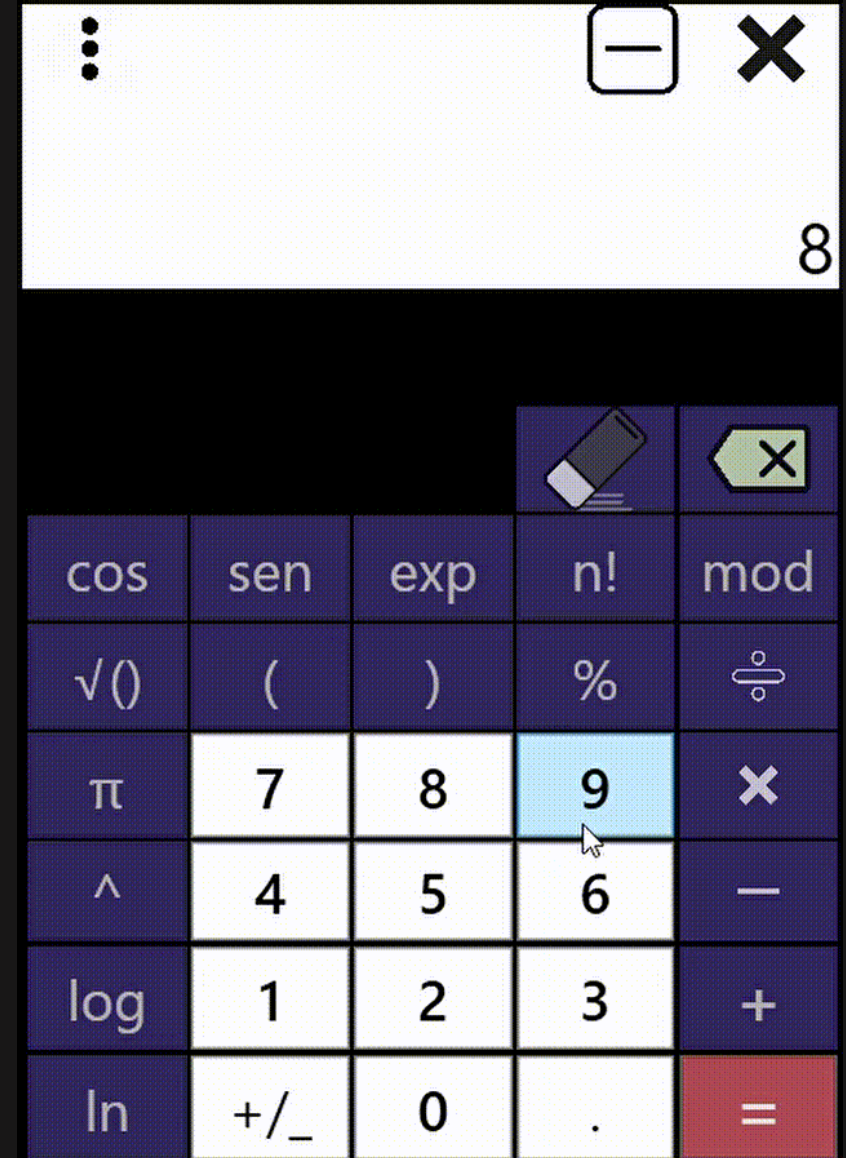 8
cos sen exp n! mod
√() ( ) % ÷
π 7 8 9 ×
^ 4 5 6 −
log 1 2 3 +
ln +/_ 0 . =